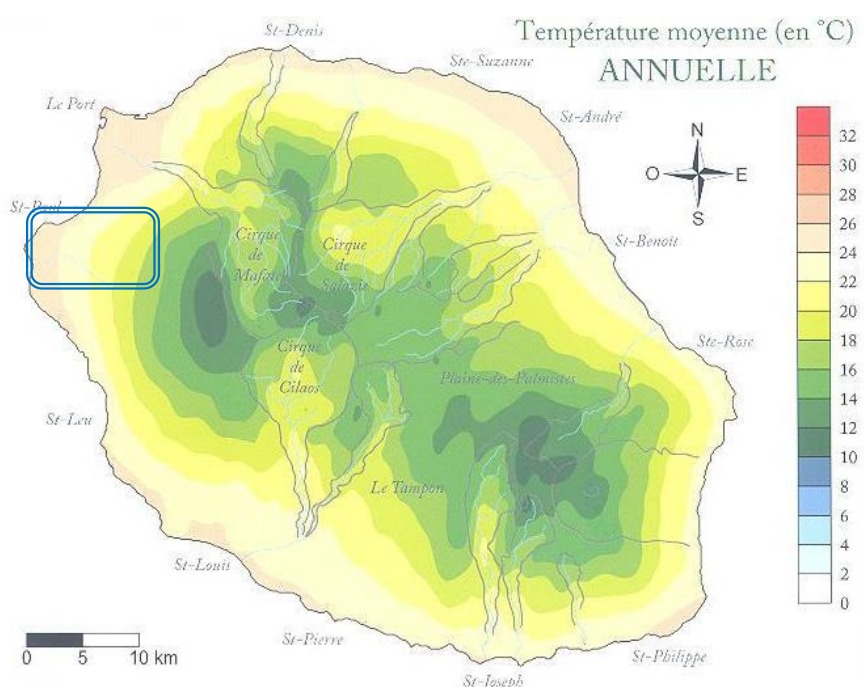 St-Denis
Température moyenne (en °C)
ANNUELLE
Ste-Suzanne
Le Port
St-André
N
O
E
S
St-Paul
St-Benoit
Cirque
de
Mafate
Cirque
de
Salazie
Ste-Rose
Cirque
de
Cilaos
Plaine-des-Palmistes
St-Leu
Le Tampon
St-Louis
St-Pierre
St-Philippe
St-Joseph
32
30
28
26
24
22
20
18
16
14
12
10
8
6
4
2
0
0 5 10 km